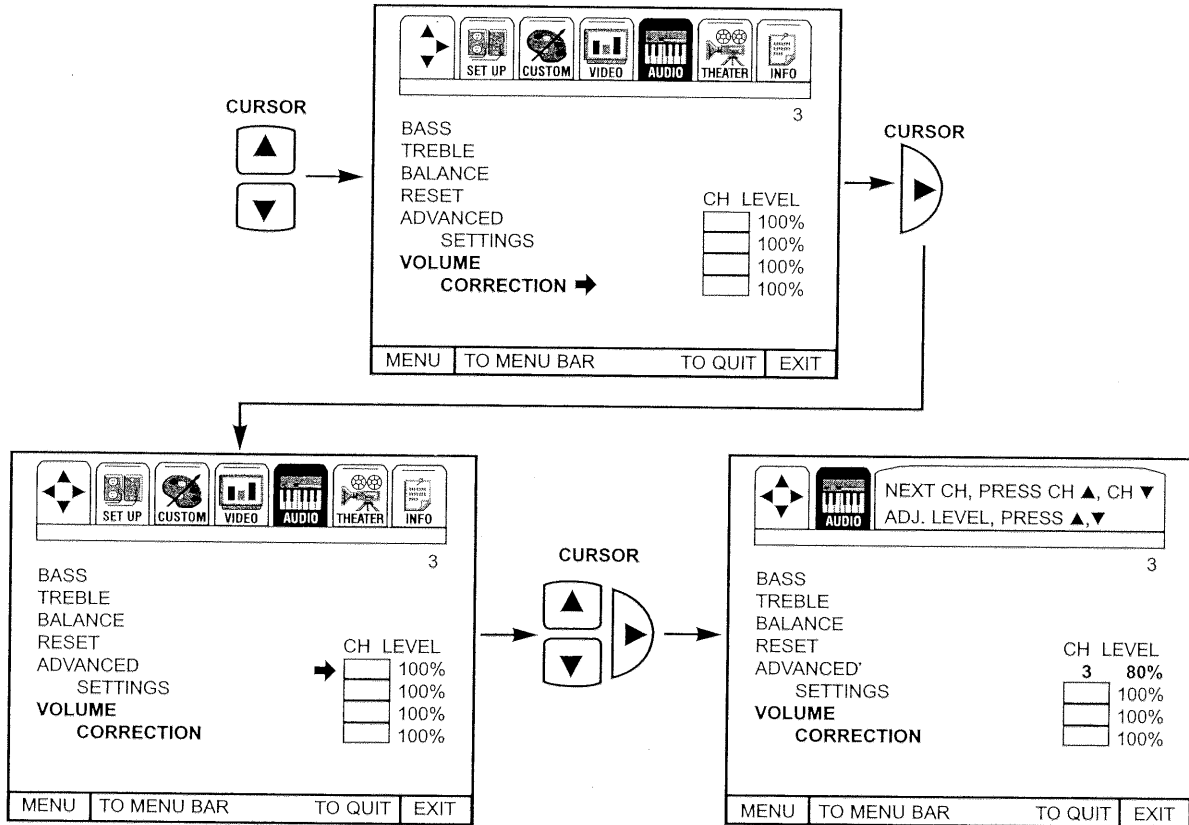 SET UP CUSTOM VIDEO AUDIO THEATER INFO
3
CURSOR
BASS
TREBLE
BALANCE
RESET
ADVANCED
SETTINGS
VOLUME
CORRECTION
CH LEVEL
100%
100%
100%
100%
MENU TO MENU BAR TO QUIT EXIT
CURSOR
SET UP CUSTOM VIDEO AUDIO THEATER INFO
3
BASS
TREBLE
BALANCE
RESET
ADVANCED
SETTINGS
VOLUME
CORRECTION
CH LEVEL
100%
100%
100%
100%
MENU TO MENU BAR TO QUIT EXIT
CURSOR
AUDIO
NEXT CH, PRESS CH ▲, CH ▼
ADJ. LEVEL, PRESS ▲,▼
3
BASS
TREBLE
BALANCE
RESET
ADVANCED
SETTINGS
VOLUME
CORRECTION
CH LEVEL
3 80%
100%
100%
100%
MENU TO MENU BAR TO QUIT EXIT